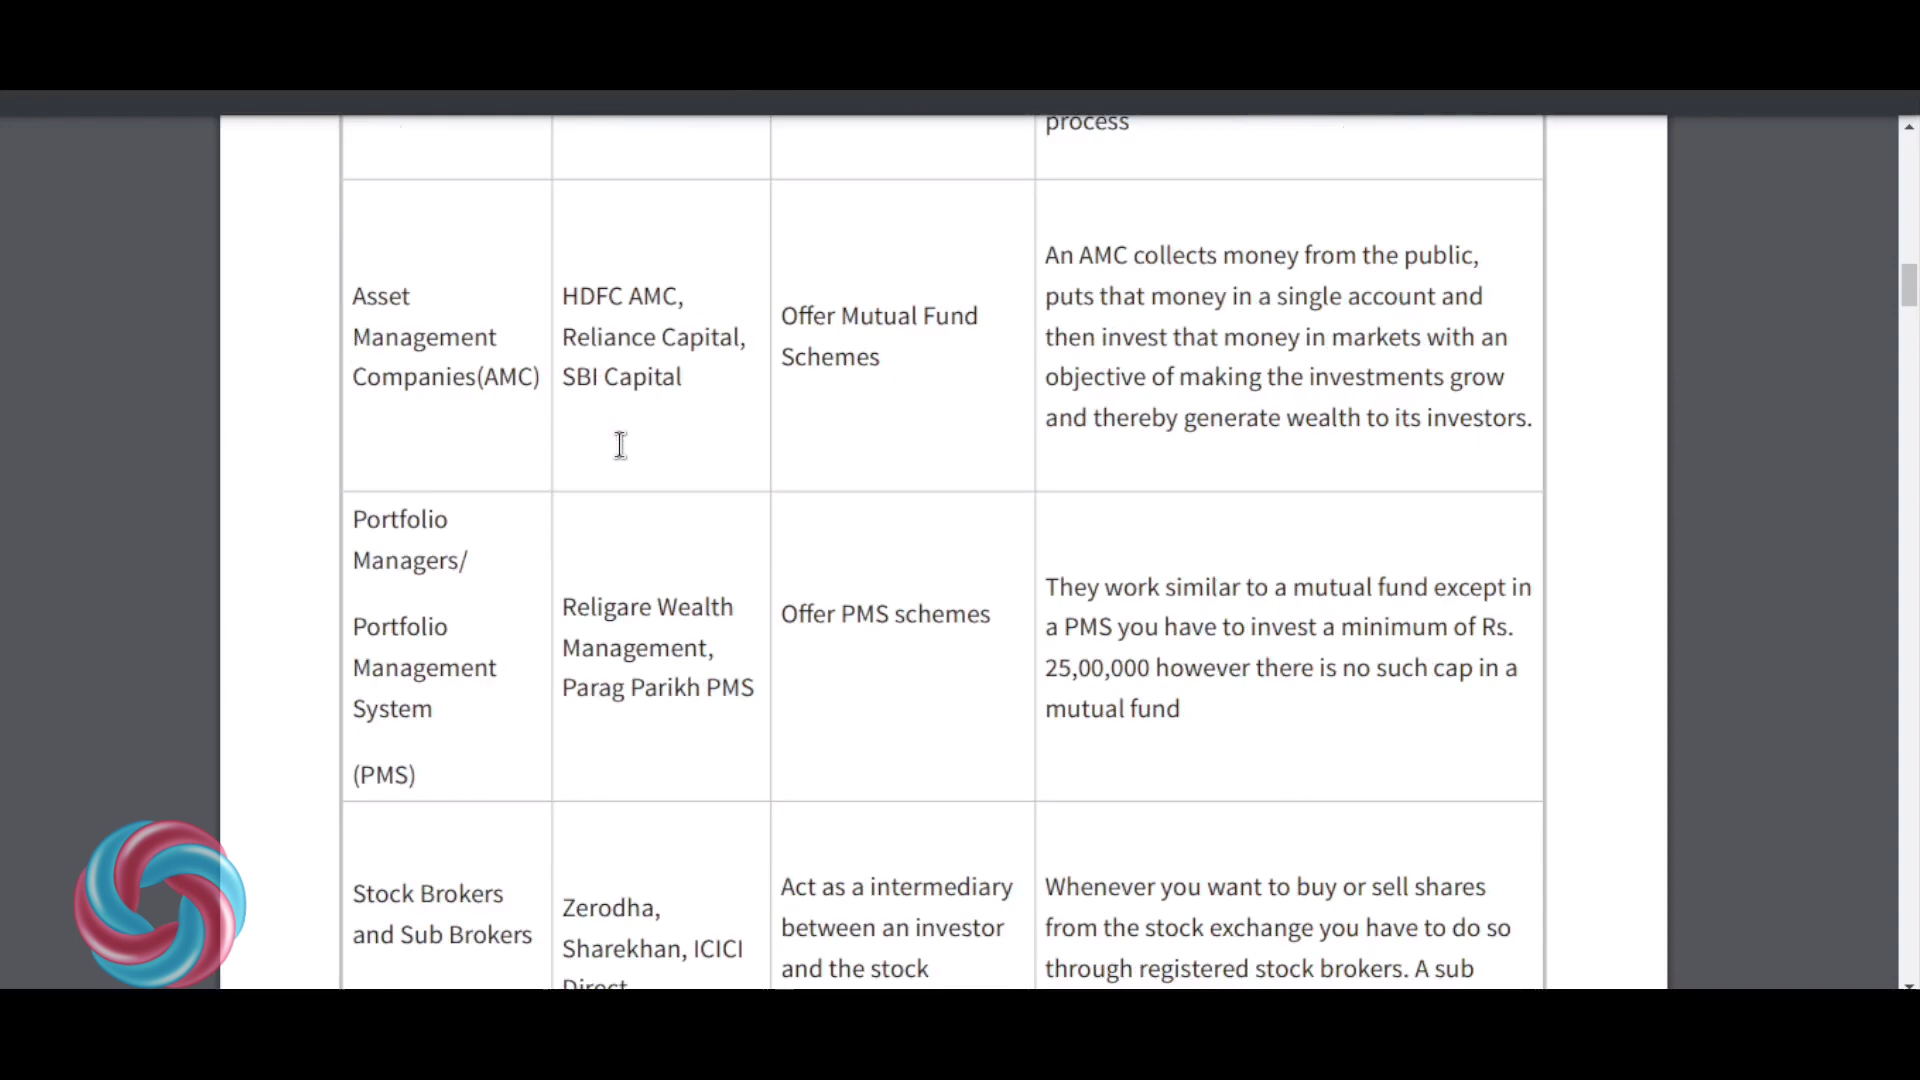 process
Asset
Management
Companies(AMC)
HDFC AMC,
Reliance Capital,
SBI Capital
Offer Mutual Fund
Schemes
An AMC collects money from the public,
puts that money in a single account and
then invest that money in markets with an
objective of making the investments grow
and thereby generate wealth to its investors.
Portfolio
Managers/
Portfolio
Management
System
(PMS)
Religare Wealth
Management,
Parag Parikh PMS
Offer PMS schemes
They work similar to a mutual fund except in
a PMS you have to invest a minimum of Rs.
25,00,000 however there is no such cap in a
mutual fund
Stock Brokers
and Sub Brokers
Zerodha,
Sharekhan, ICICI
Direct
Act as a intermediary
between an investor
and the stock
Whenever you want to buy or sell shares
from the stock exchange you have to do so
through registered stock brokers. A sub